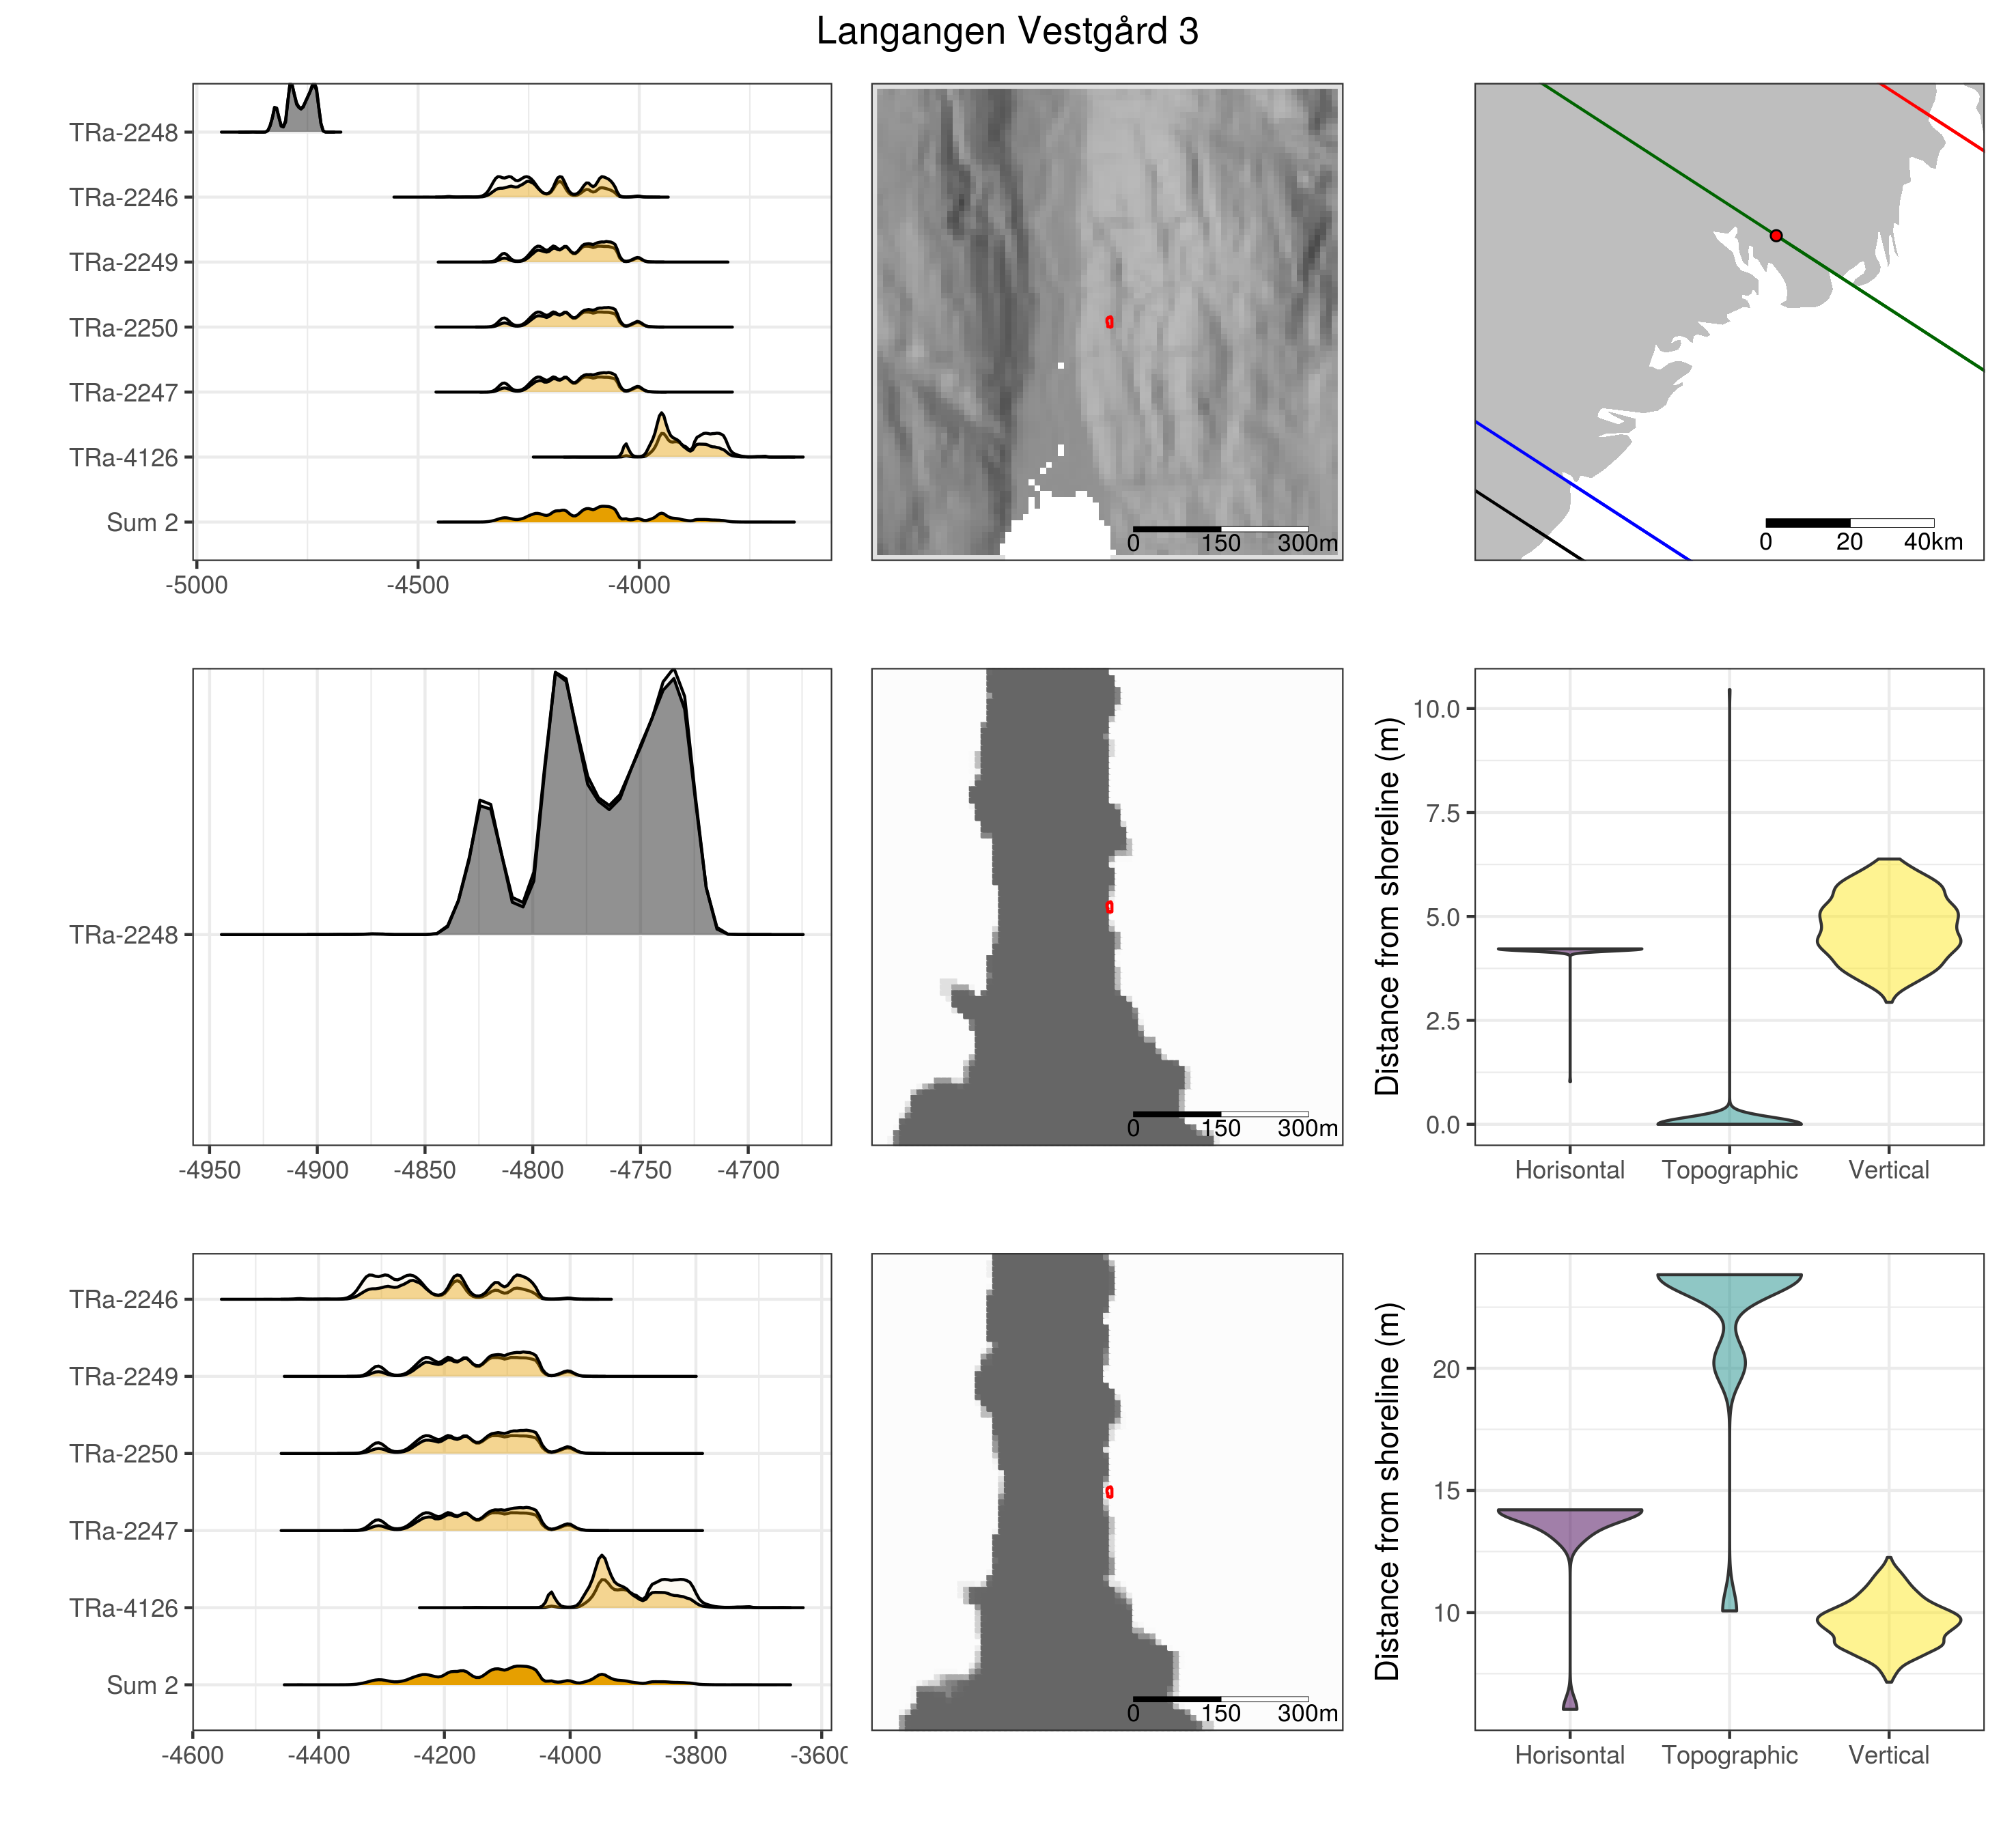 Langangen Vestgård 3
TRa-2248
TRa-2246
TRa-2249
TRa-2250
TRa-2247
TRa-4126
Sum 2
-5000 -4500 -4000
0 150 300m
0 20 40km
TRa-2248
-4950 -4900 -4850 -4800 -4750 -4700
0 150 300m
Distance from shoreline (m)
10.0
7.5
5.0
2.5
0.0
Horisontal Topographic Vertical
TRa-2246
TRa-2249
TRa-2250
TRa-2247
TRa-4126
Sum 2
-4600 -4400 -4200 -4000 -3800 -3600
0 150 300m
Distance from shoreline (m)
20
15
10
Horisontal Topographic Vertical